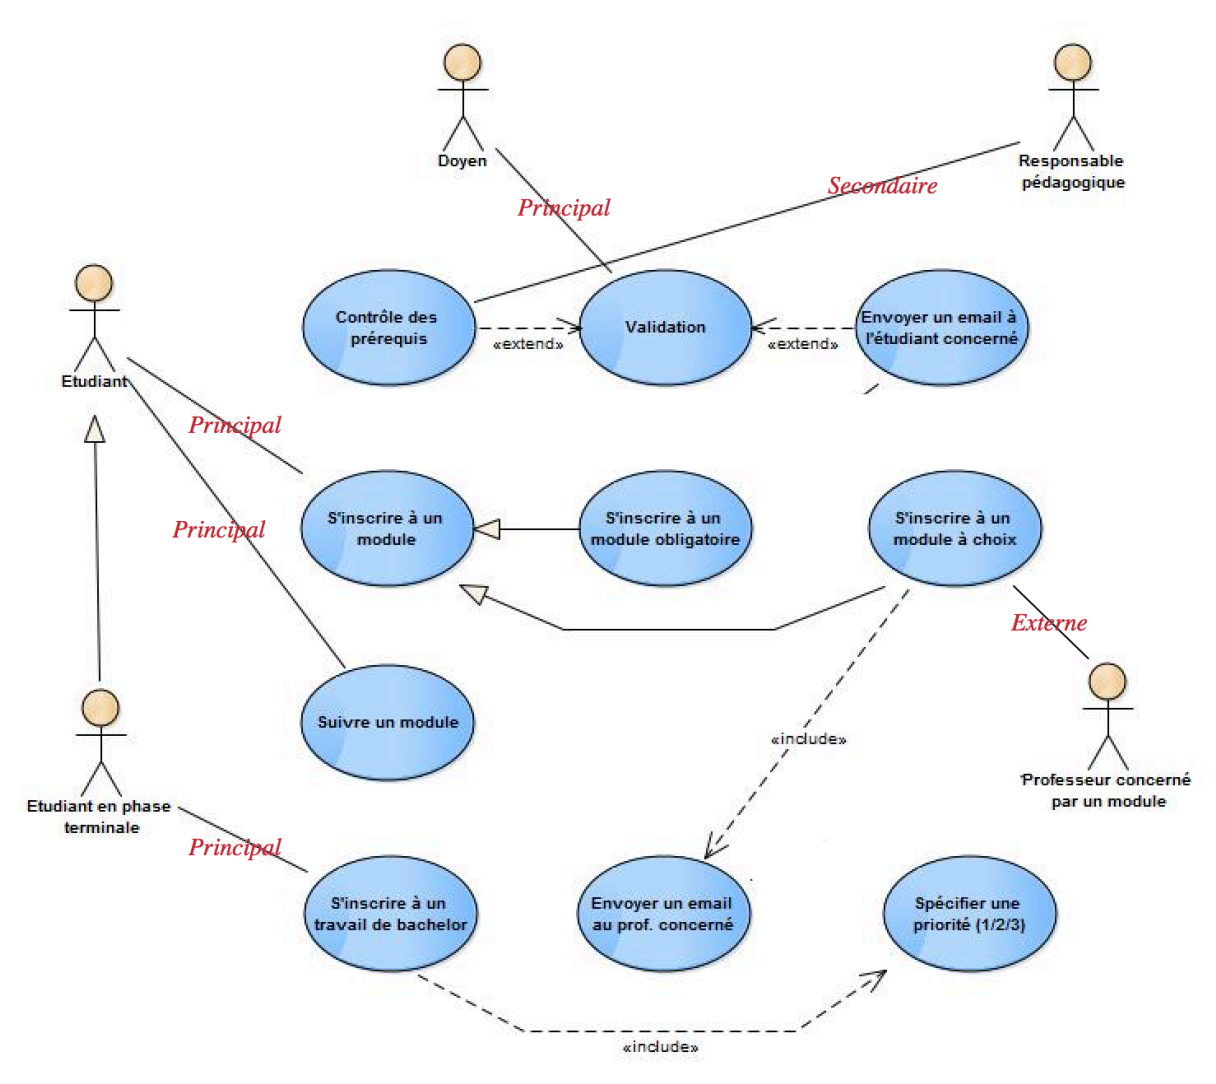 Doyen
Responsable
pédagogique
Secondaire
Principal
Etudiant
Contrôle des
prérequis
«extend»
Validation
«extend»
Envoyer un email à
l'étudiant concerné
Principal
Principal
S'inscrire à un
module
S'inscrire à un
module obligatoire
S'inscrire à un
module à choix
Externe
Suivre un module
«include»
Professeur concerné
par un module
Etudiant en phase
terminale
Principal
S'inscrire à un
travail de bachelor
Envoyer un email
au prof. concerné
Spécifier une
priorité (1/2/3)
«include»